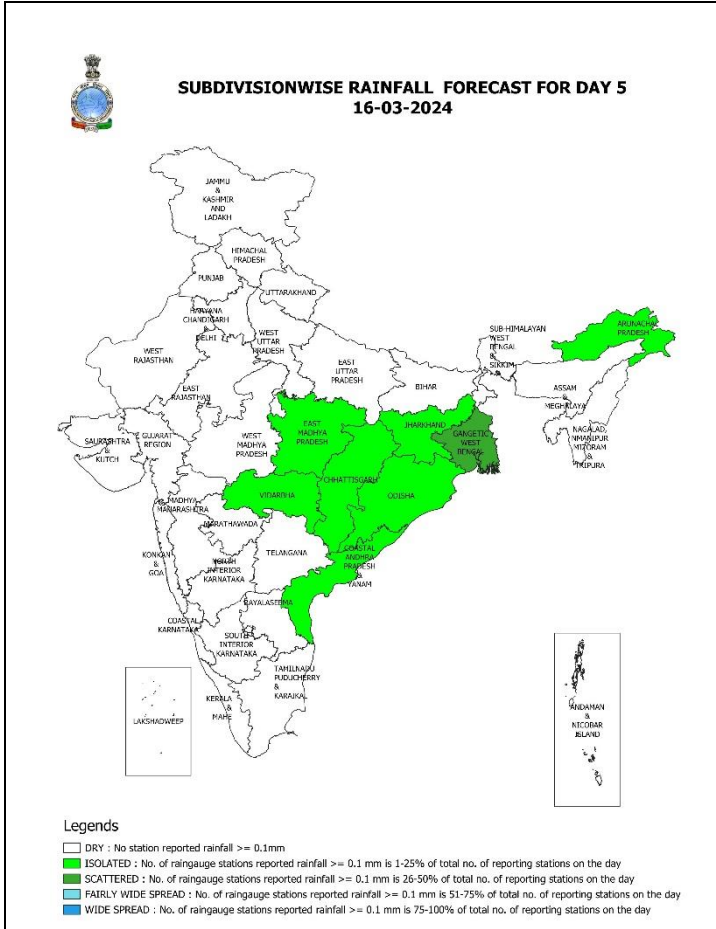 SUBDIVISIONWISE RAINFALL FORECAST FOR DAY 5
16-03-2024
JAMMU
&
KASHMIR
AND
LADAKH
HIMACHAL
PRADESH
PUNJAB
UTTARAKHAND
HARYANA
CHANDIGARH
&
DELHI
WEST
UTTAR
PRADESH
WEST
RAJASTHAN
EAST
RAJASTHAN
EAST
UTTAR
PRADESH
BIHAR
SUB-HIMALAYAN
WEST
BENGAL
&
SIKKIM
ARUNACHAL
PRADESH
ASSAM
&
MEGHALAYA
NAGALAD,
NMANIPUR
MIZORAM
&
TRIPURA
SAURASHTRA
&
KUTCH
GUJARAT
REGION
WEST
MADHYA
PRADESH
EAST
MADHYA
PRADESH
JHARKHAND
GANGETIC
WEST
BENGAL
CHHATTISGARH
ODISHA
VIDARBHA
MADHYA
MAHARASHTRA
MARATHAWADA
KONKAN
&
GOA
TELANGANA
COASTAL
ANDHRA
PRADESH
&
YANAM
NORTH
INTERIOR
KARNATAKA
RAYALASEEMA
COASTAL
KARNATAKA
SOUTH
INTERIOR
KARNATAKA
TAMILNADU
PUDUCHERRY
&
KARAIKAL
KERALA
&
MAHE
LAKSHADWEEP
ANDAMAN
&
NICOBAR
ISLAND
Legends
DRY : No station reported rainfall >= 0.1mm
ISOLATED : No. of raingauge stations reported rainfall >= 0.1 mm is 1-25% of total no. of reporting stations on the day
SCATTERED : No. of raingauge stations reported rainfall >= 0.1 mm is 26-50% of total no. of reporting stations on the day
FAIRLY WIDE SPREAD : No. of raingauge stations reported rainfall >= 0.1 mm is 51-75% of total no. of reporting stations on the day
WIDE SPREAD : No. of raingauge stations reported rainfall >= 0.1 mm is 75-100% of total no. of reporting stations on the day